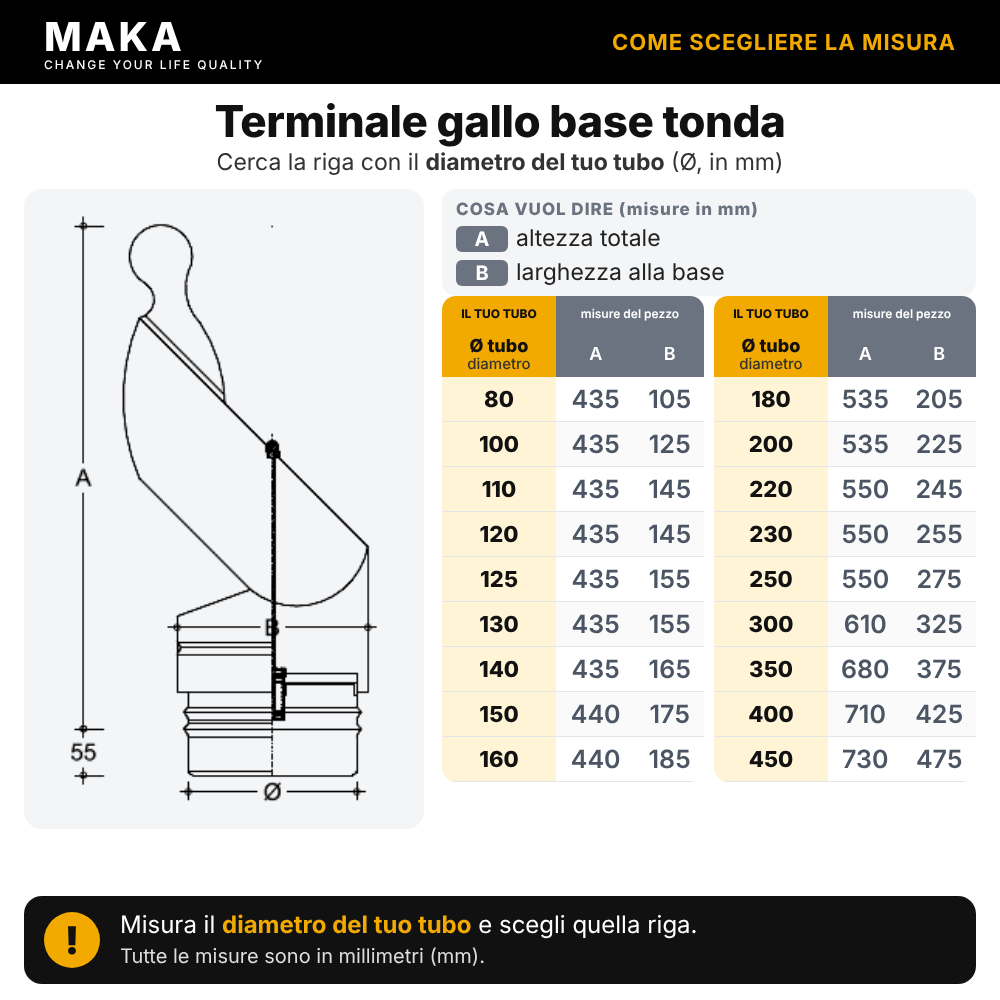 MAKA
CHANGE YOUR LIFE QUALITY
COME SCEGLIERE LA MISURA
Terminale gallo base tonda
Cerca la riga con il diametro del tuo tubo (Ø, in mm)
A
B
55
Ø
COSA VUOL DIRE (misure in mm)
A altezza totale
B larghezza alla base
IL TUO TUBO misure del pezzo
Ø tubo diametro A B
80 435 105
100 435 125
110 435 145
120 435 145
125 435 155
130 435 155
140 435 165
150 440 175
160 440 185
IL TUO TUBO misure del pezzo
Ø tubo diametro A B
180 535 205
200 535 225
220 550 245
230 550 255
250 550 275
300 610 325
350 680 375
400 710 425
450 730 475
!
Misura il diametro del tuo tubo e scegli quella riga.
Tutte le misure sono in millimetri (mm).